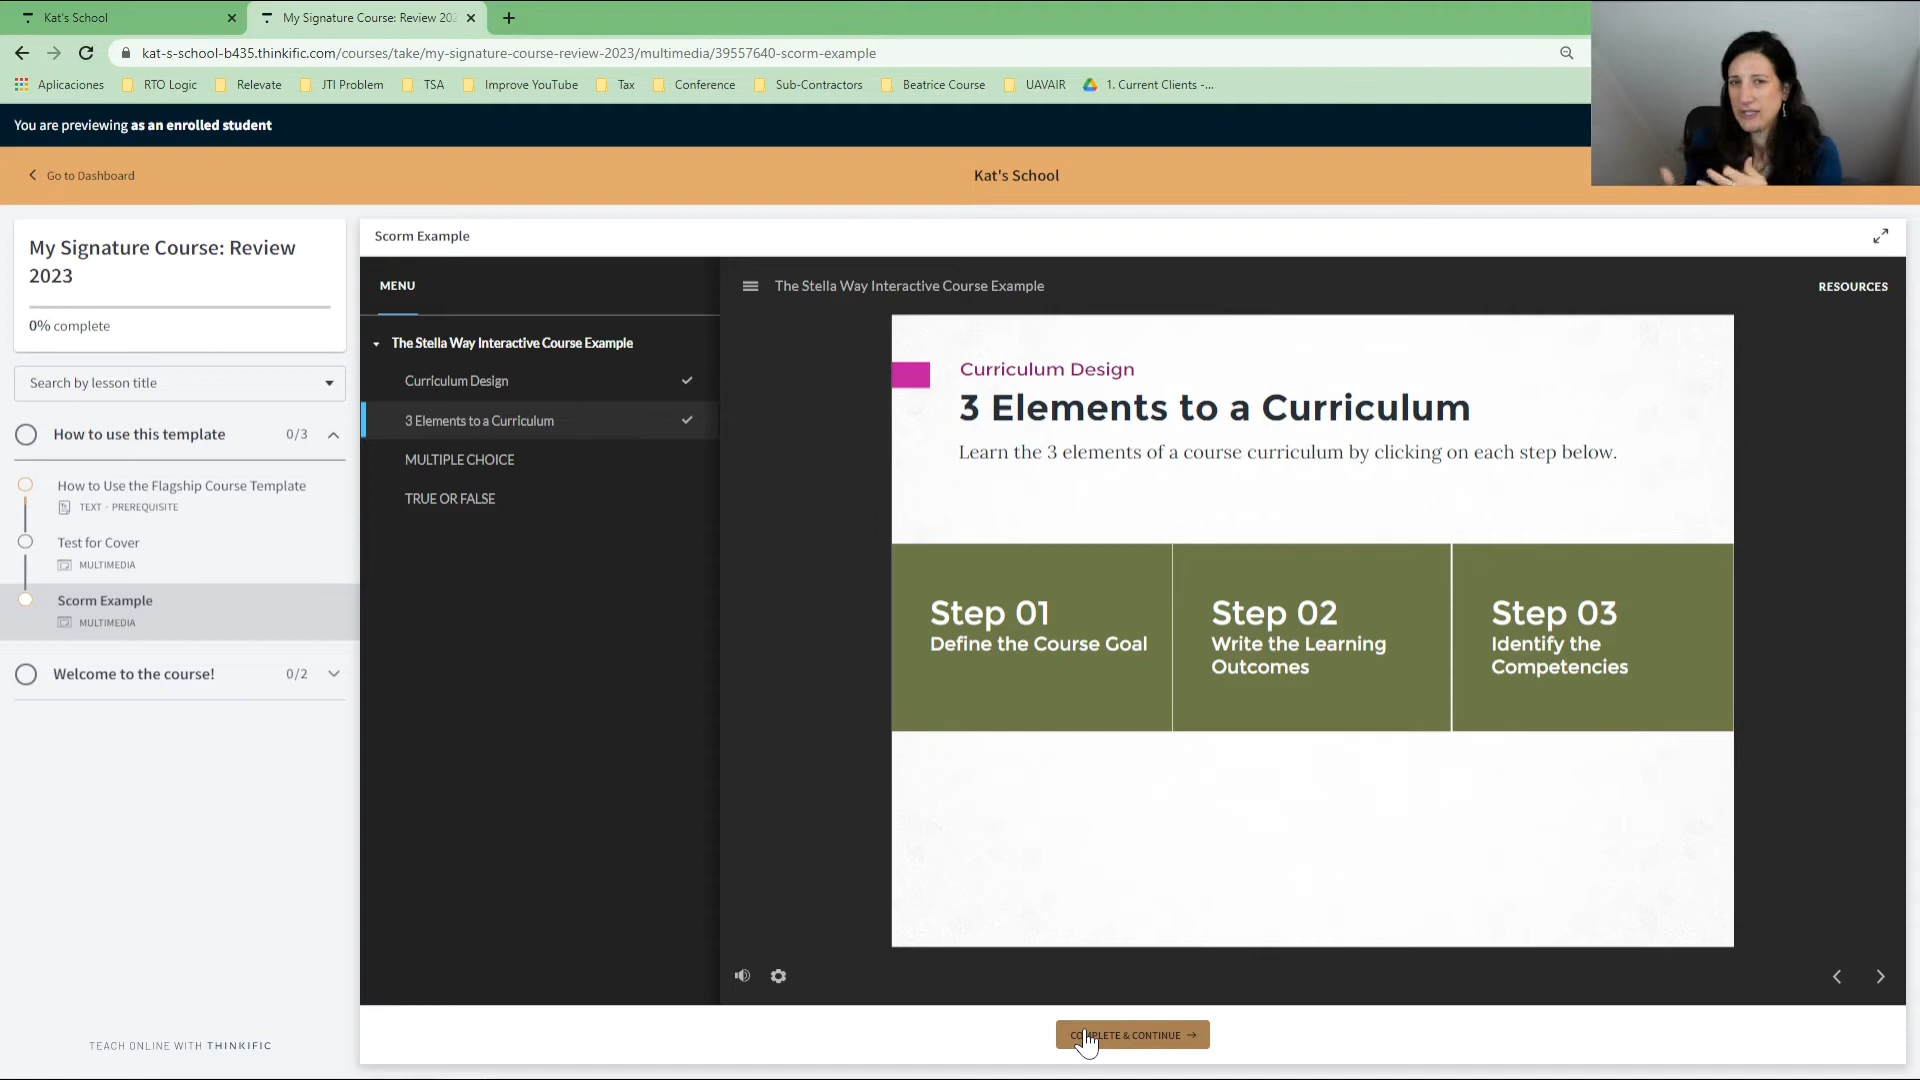 Kat's School
My Signature Course: Review 202
kat-s-school-b435.thinkific.com/courses/take/my-signature-course-review-2023/multimedia/39557640-scorm-example
Aplicaciones RTO Logic Relevate JTI Problem TSA Improve YouTube Tax Conference Sub-Contractors Beatrice Course UAVAIR 1. Current Clients -...
You are previewing as an enrolled student
Go to Dashboard
Kat's School
My Signature Course: Review
2023
0% complete
Search by lesson title
How to use this template 0/3
How to Use the Flagship Course Template
TEXT · PREREQUISITE
Test for Cover
MULTIMEDIA
Scorm Example
MULTIMEDIA
Welcome to the course! 0/2
TEACH ONLINE WITH THINKIFIC
Scorm Example
MENU
The Stella Way Interactive Course Example
Curriculum Design
3 Elements to a Curriculum
MULTIPLE CHOICE
TRUE OR FALSE
The Stella Way Interactive Course Example
RESOURCES
Curriculum Design
3 Elements to a Curriculum
Learn the 3 elements of a course curriculum by clicking on each step below.
Step 01
Define the Course Goal
Step 02
Write the Learning
Outcomes
Step 03
Identify the
Competencies
COMPLETE & CONTINUE